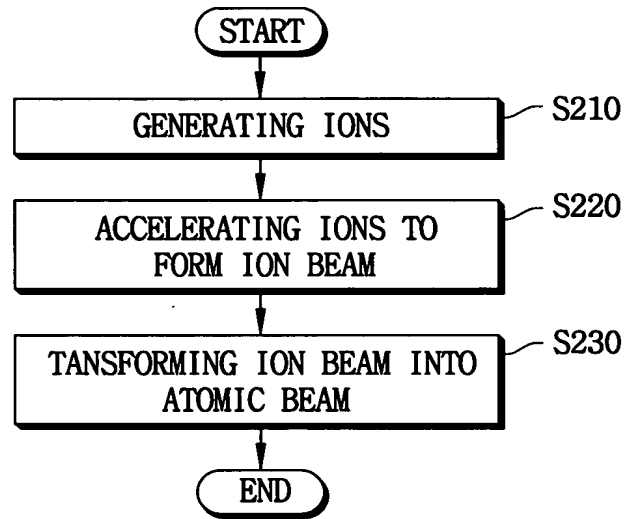 START
GENERATING IONS
S210
ACCELERATING IONS TO
FORM ION BEAM
S220
TANSFORMING ION BEAM INTO
ATOMIC BEAM
S230
END